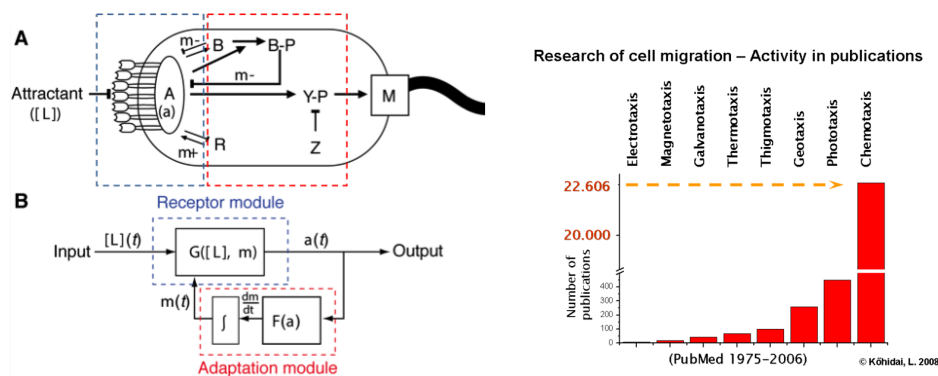 A
m-
B
B-P
m-
Attractant
([L])
A
(a)
Y-P
M
m+
R
Z
B
Receptor module
Input
[L](t)
G([L], m)
a(t)
Output
m(t)
dm
dt
∫
F(a)
Adaptation module
Research of cell migration – Activity in publications
Electrotaxis
Magnetotaxis
Galvanotaxis
Thermotaxis
Thigmotaxis
Geotaxis
Phototaxis
Chemotaxis
22.606
20.000
Number of
publications
400
300
200
100
0
(PubMed 1975-2006)
© Kőhidai, L. 2008